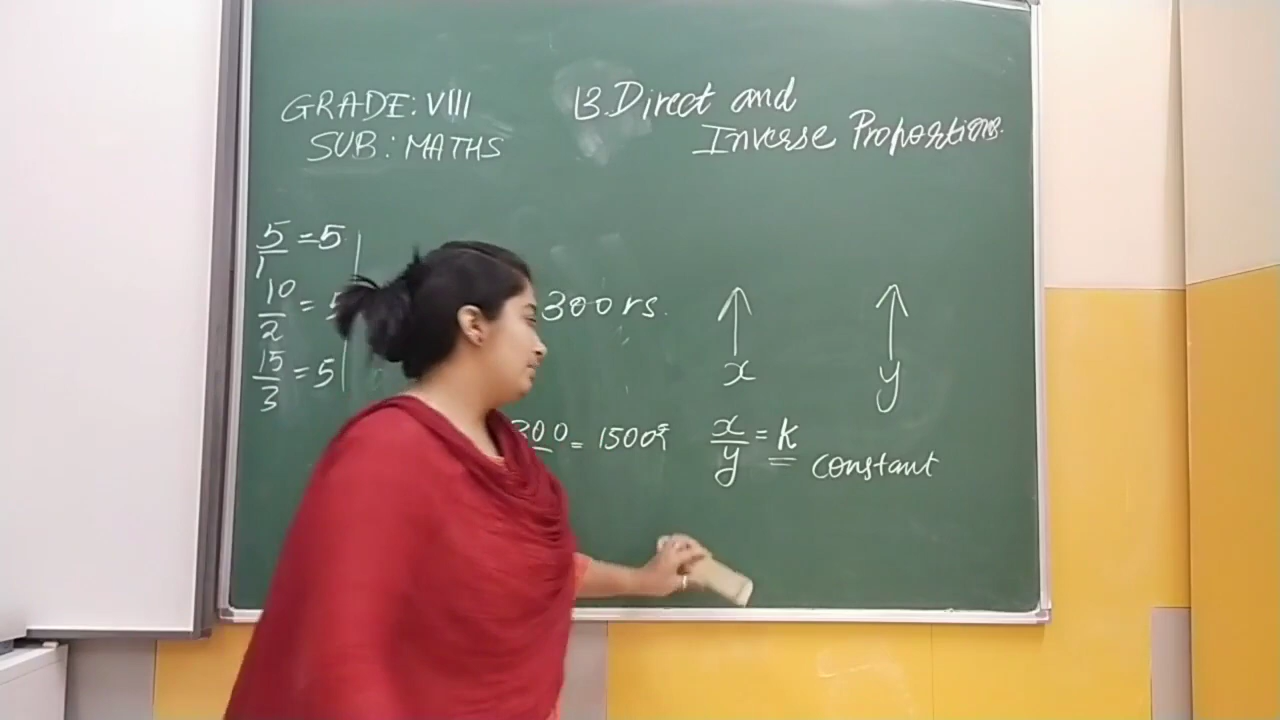 GRADE: VIII
SUB: MATHS
13. Direct and
Inverse Proportions.
5/1 = 5
10/2 = 5
15/3 = 5
300 rs.
300 = 1500₹
x
y
x/y = k
constant